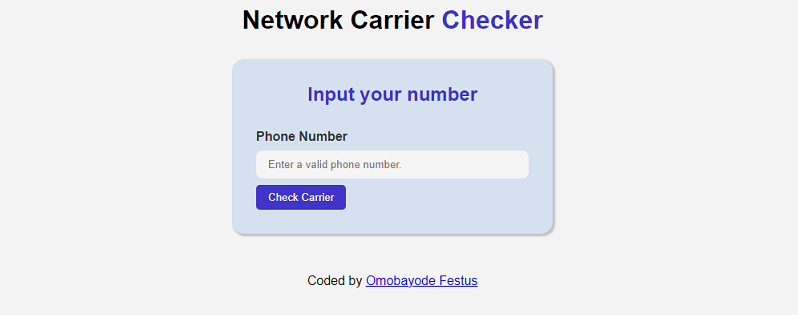 Network Carrier Checker
Input your number
Phone Number
Enter a valid phone number.
Check Carrier
Coded by Omobayode Festus